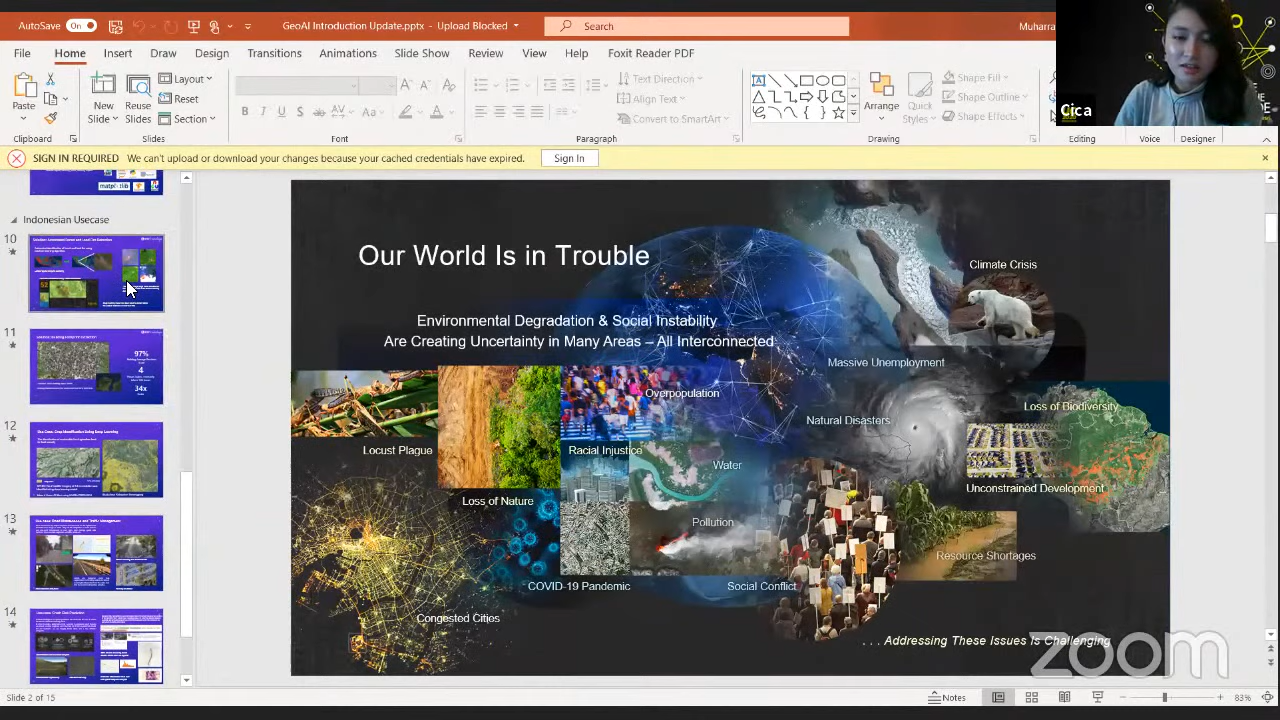 AutoSave
On
GeoAI Introduction Update.pptx - Upload Blocked
Search
Muharra
File Home Insert Draw Design Transitions Animations Slide Show Review View Help Foxit Reader PDF
Paste
New
Slide
Reuse
Slides
Layout
Reset
Section
Text Direction
Align Text
Convert to SmartArt
Arrange
Quick
Styles
Shape Fill
Shape Outline
Shape Effects
Cica
Clipboard Slides Font Paragraph Drawing Editing Voice Designer
SIGN IN REQUIRED We can't upload or download your changes because your cached credentials have expired. Sign In
Indonesian Usecase
10
11
97%
4
34x
12
13
14
Our World Is in Trouble
Environmental Degradation & Social Instability
Are Creating Uncertainty in Many Areas – All Interconnected
Climate Crisis
Massive Unemployment
Overpopulation
Loss of Biodiversity
Natural Disasters
Locust Plague
Racial Injustice
Water
Unconstrained Development
Loss of Nature
Pollution
Resource Shortages
COVID-19 Pandemic
Social Conflict
Congested Cities
. . . Addressing These Issues Is Challenging
zoom
Slide 2 of 15
Notes
83%